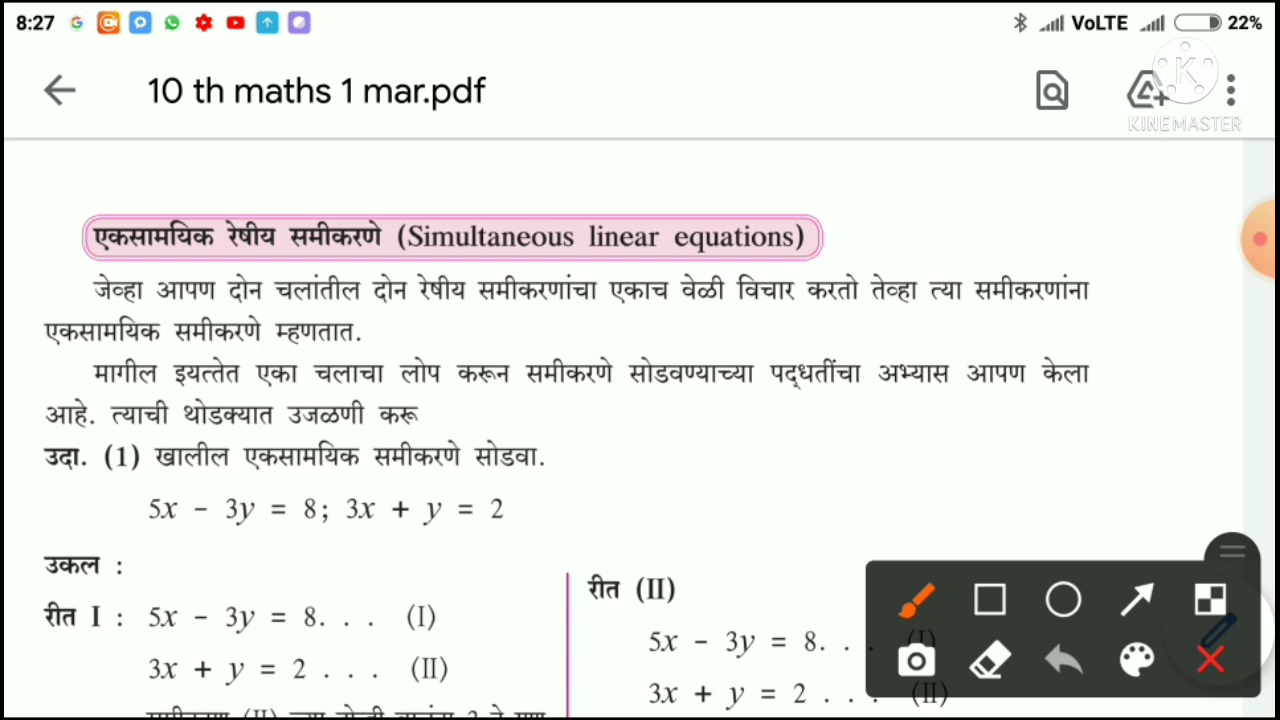 8:27
VoLTE 22%
10 th maths 1 mar.pdf
KINEMASTER
एकसामयिक रेषीय समीकरणे (Simultaneous linear equations)
जेव्हा आपण दोन चलांतील दोन रेषीय समीकरणांचा एकाच वेळी विचार करतो तेव्हा त्या समीकरणांना
एकसामयिक समीकरणे म्हणतात.
मागील इयत्तेत एका चलाचा लोप करून समीकरणे सोडवण्याच्या पद्धतींचा अभ्यास आपण केला
आहे. त्याची थोडक्यात उजळणी करू
उदा. (1) खालील एकसामयिक समीकरणे सोडवा.
5x - 3y = 8; 3x + y = 2
उकल :
रीत I : 5x - 3y = 8. . . (I)
3x + y = 2 . . . (II)
रीत (II)
5x - 3y = 8. . . (I)
3x + y = 2 . . . (II)